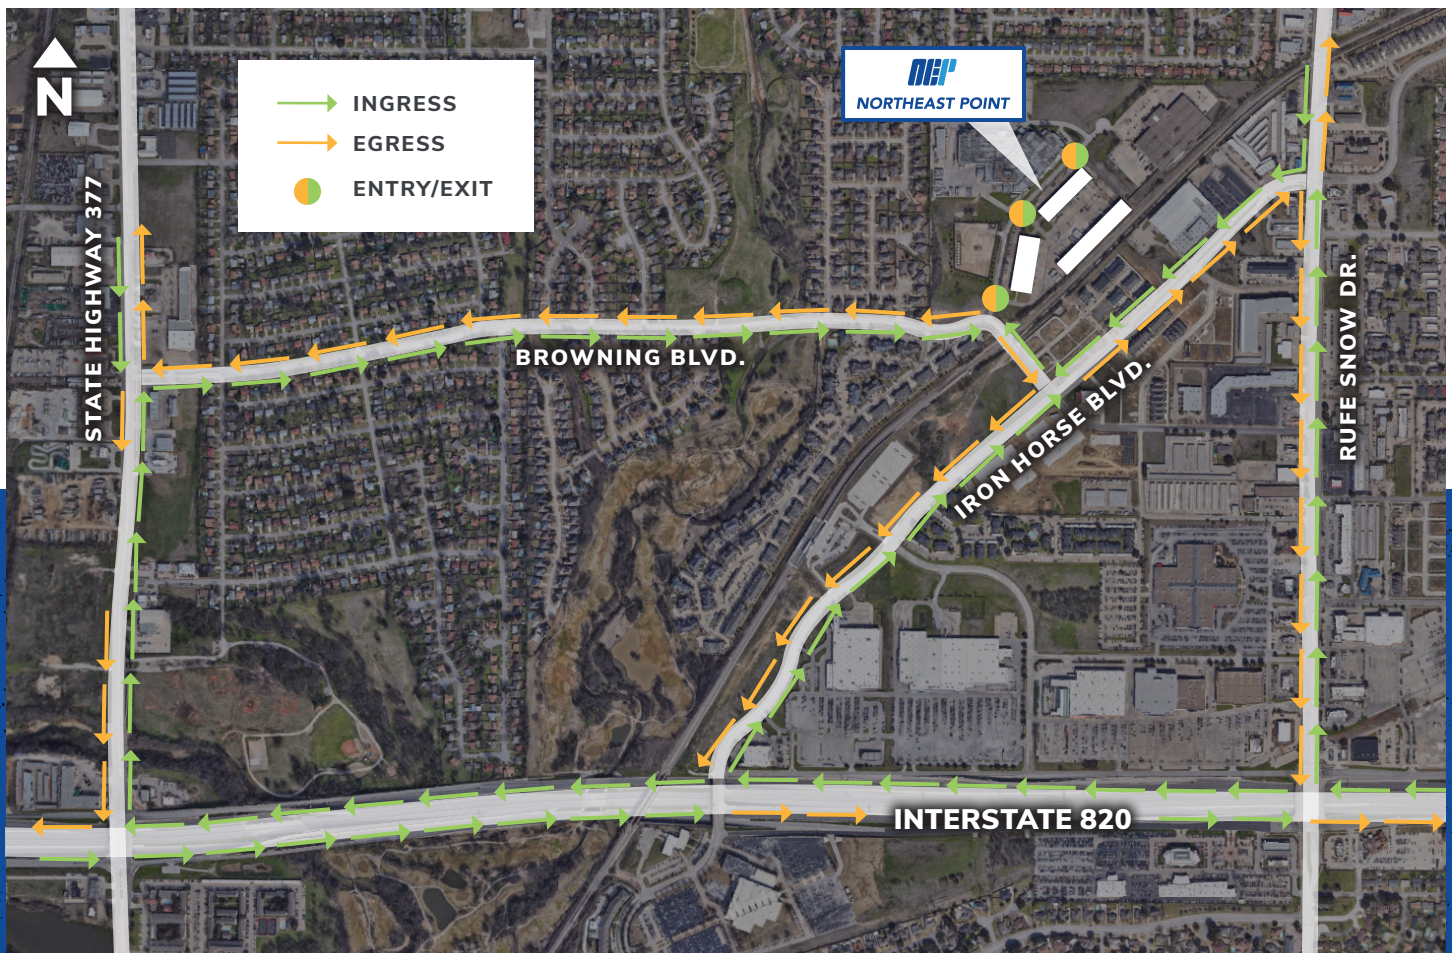 N
INGRESS
EGRESS
ENTRY/EXIT
NEP
NORTHEAST POINT
STATE HIGHWAY 377
BROWNING BLVD.
IRON HORSE BLVD.
RUFE SNOW DR.
INTERSTATE 820